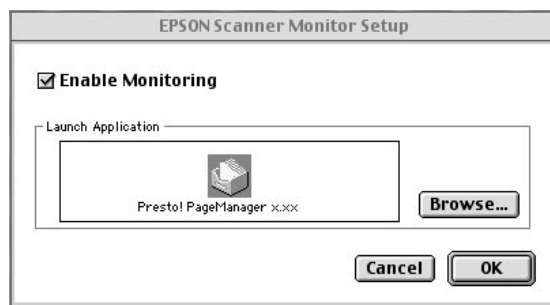 EPSON Scanner Monitor Setup
Enable Monitoring
Launch Application
Presto! PageManager x.xx
Browse...
Cancel OK